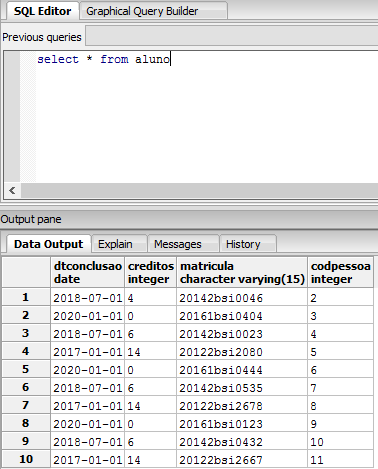 SQL Editor Graphical Query Builder
Previous queries
select * from aluno
Output pane
Data Output Explain Messages History
dtconclusao creditos matricula codpessoa
date integer character varying(15) integer
1 2018-07-01 4 20142bsi0046 2
2 2020-01-01 0 20161bsi0404 3
3 2018-07-01 6 20142bsi0023 4
4 2017-01-01 14 20122bsi2080 5
5 2020-01-01 0 20161bsi0444 6
6 2018-07-01 6 20142bsi0535 7
7 2017-01-01 14 20122bsi2678 8
8 2020-01-01 0 20161bsi0123 9
9 2018-07-01 6 20142bsi0432 10
10 2017-01-01 14 20122bsi2667 11